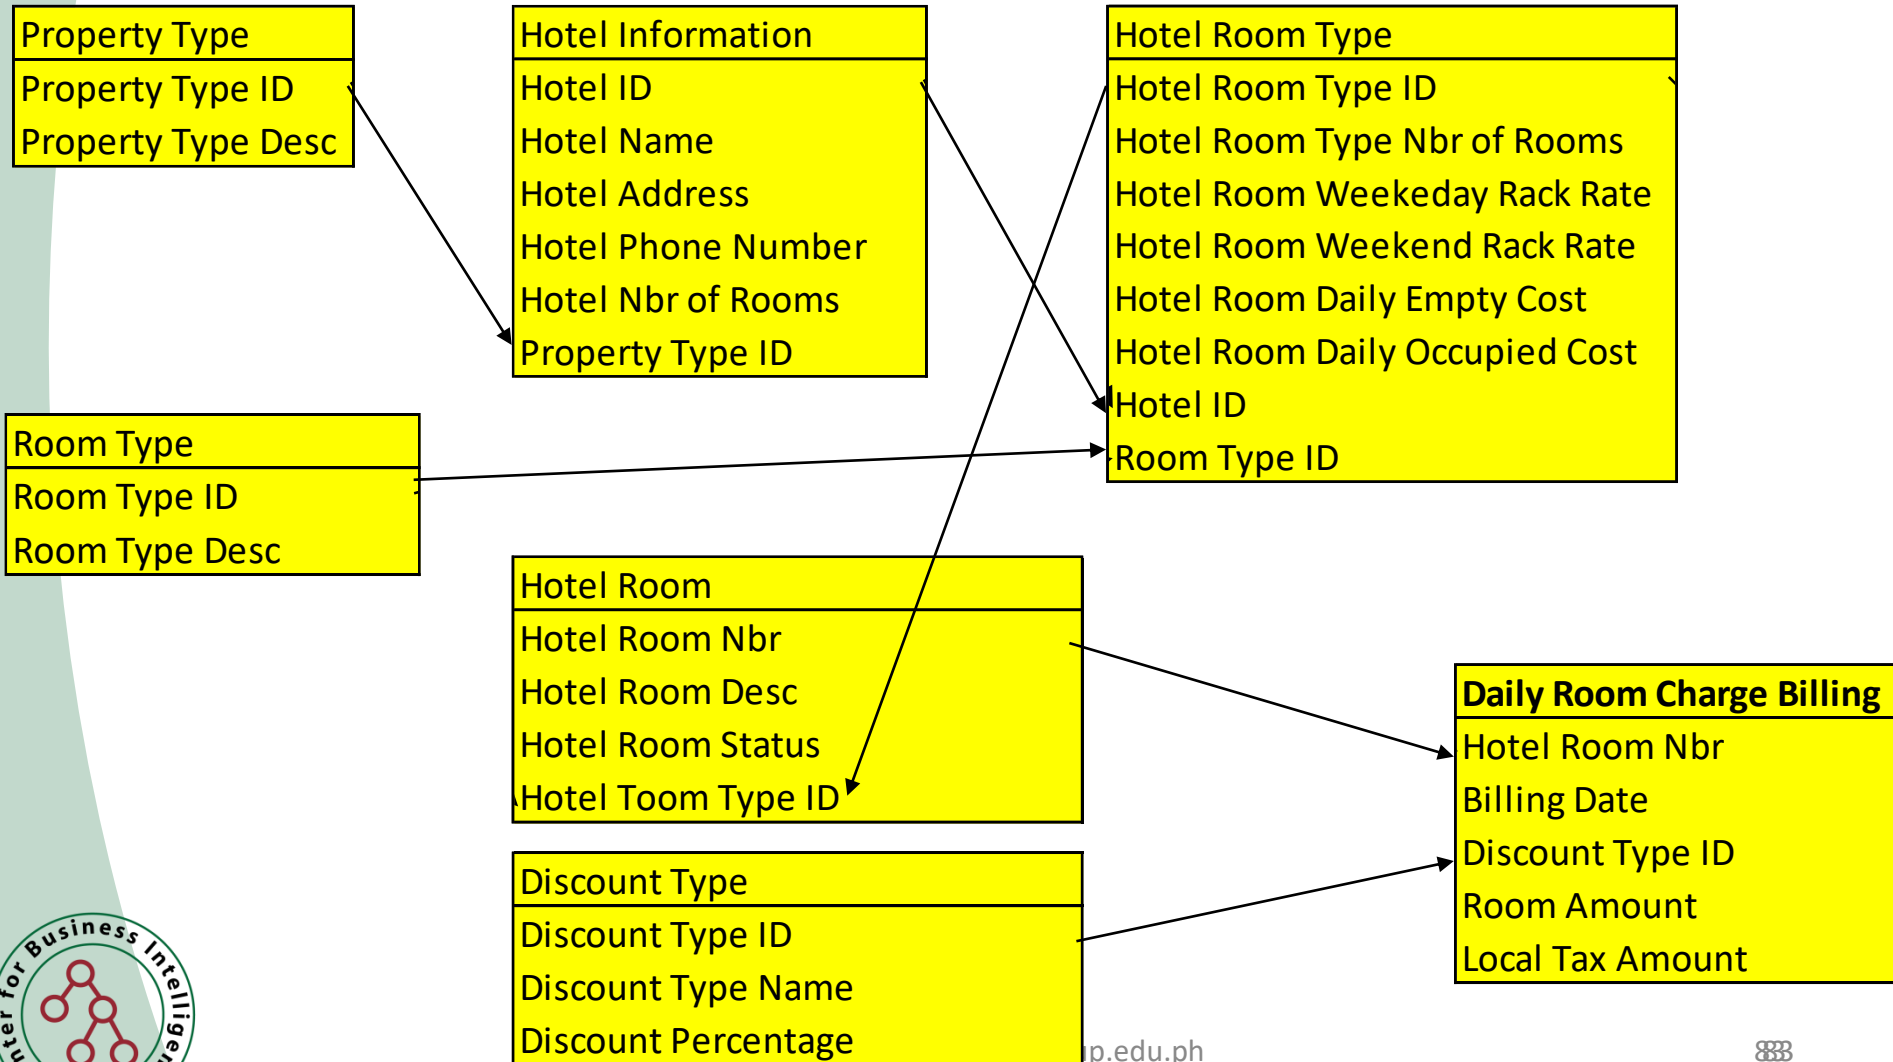 Property Type
Property Type ID
Property Type Desc
Hotel Information
Hotel ID
Hotel Name
Hotel Address
Hotel Phone Number
Hotel Nbr of Rooms
Property Type ID
Hotel Room Type
Hotel Room Type ID
Hotel Room Type Nbr of Rooms
Hotel Room Weekeday Rack Rate
Hotel Room Weekend Rack Rate
Hotel Room Daily Empty Cost
Hotel Room Daily Occupied Cost
Hotel ID
Room Type ID
Room Type
Room Type ID
Room Type Desc
Hotel Room
Hotel Room Nbr
Hotel Room Desc
Hotel Room Status
Hotel Toom Type ID
Daily Room Charge Billing
Hotel Room Nbr
Billing Date
Discount Type ID
Room Amount
Local Tax Amount
Discount Type
Discount Type ID
Discount Type Name
Discount Percentage
for Business
.edu.ph